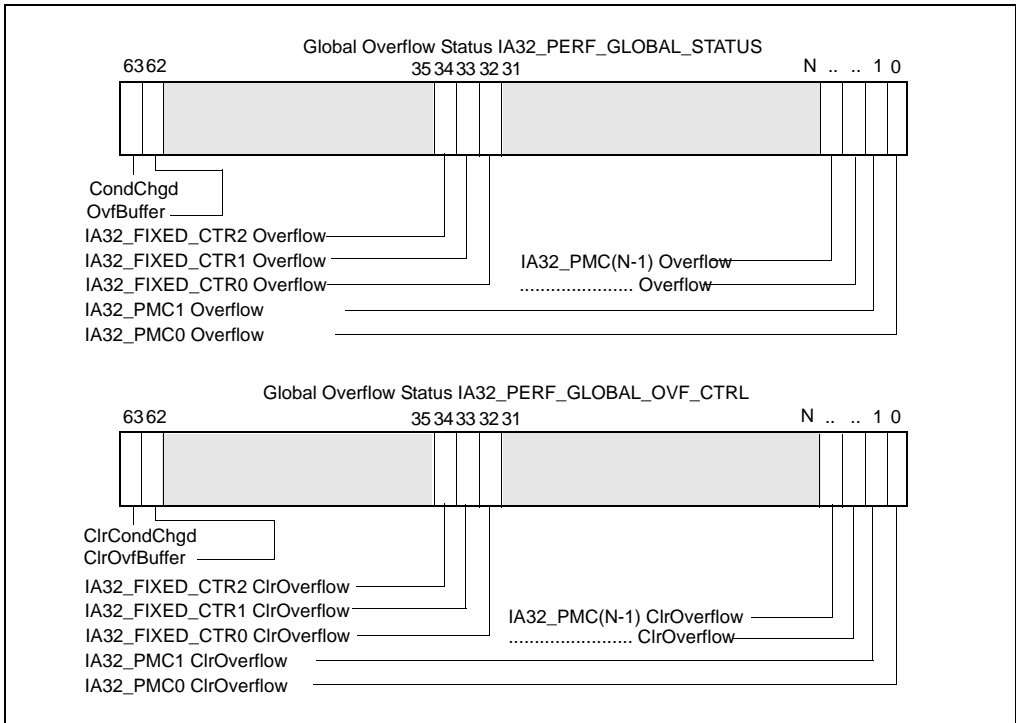 Global Overflow Status IA32_PERF_GLOBAL_STATUS
63 62 35 34 33 32 31 N .. .. 1 0
CondChgd
OvfBuffer
IA32_FIXED_CTR2 Overflow
IA32_FIXED_CTR1 Overflow
IA32_PMC(N-1) Overflow
IA32_FIXED_CTR0 Overflow
....................... Overflow
IA32_PMC1 Overflow
IA32_PMC0 Overflow
Global Overflow Status IA32_PERF_GLOBAL_OVF_CTRL
63 62 35 34 33 32 31 N .. .. 1 0
ClrCondChgd
ClrOvfBuffer
IA32_FIXED_CTR2 ClrOverflow
IA32_FIXED_CTR1 ClrOverflow
IA32_PMC(N-1) ClrOverflow
IA32_FIXED_CTR0 ClrOverflow
......................... ClrOverflow
IA32_PMC1 ClrOverflow
IA32_PMC0 ClrOverflow